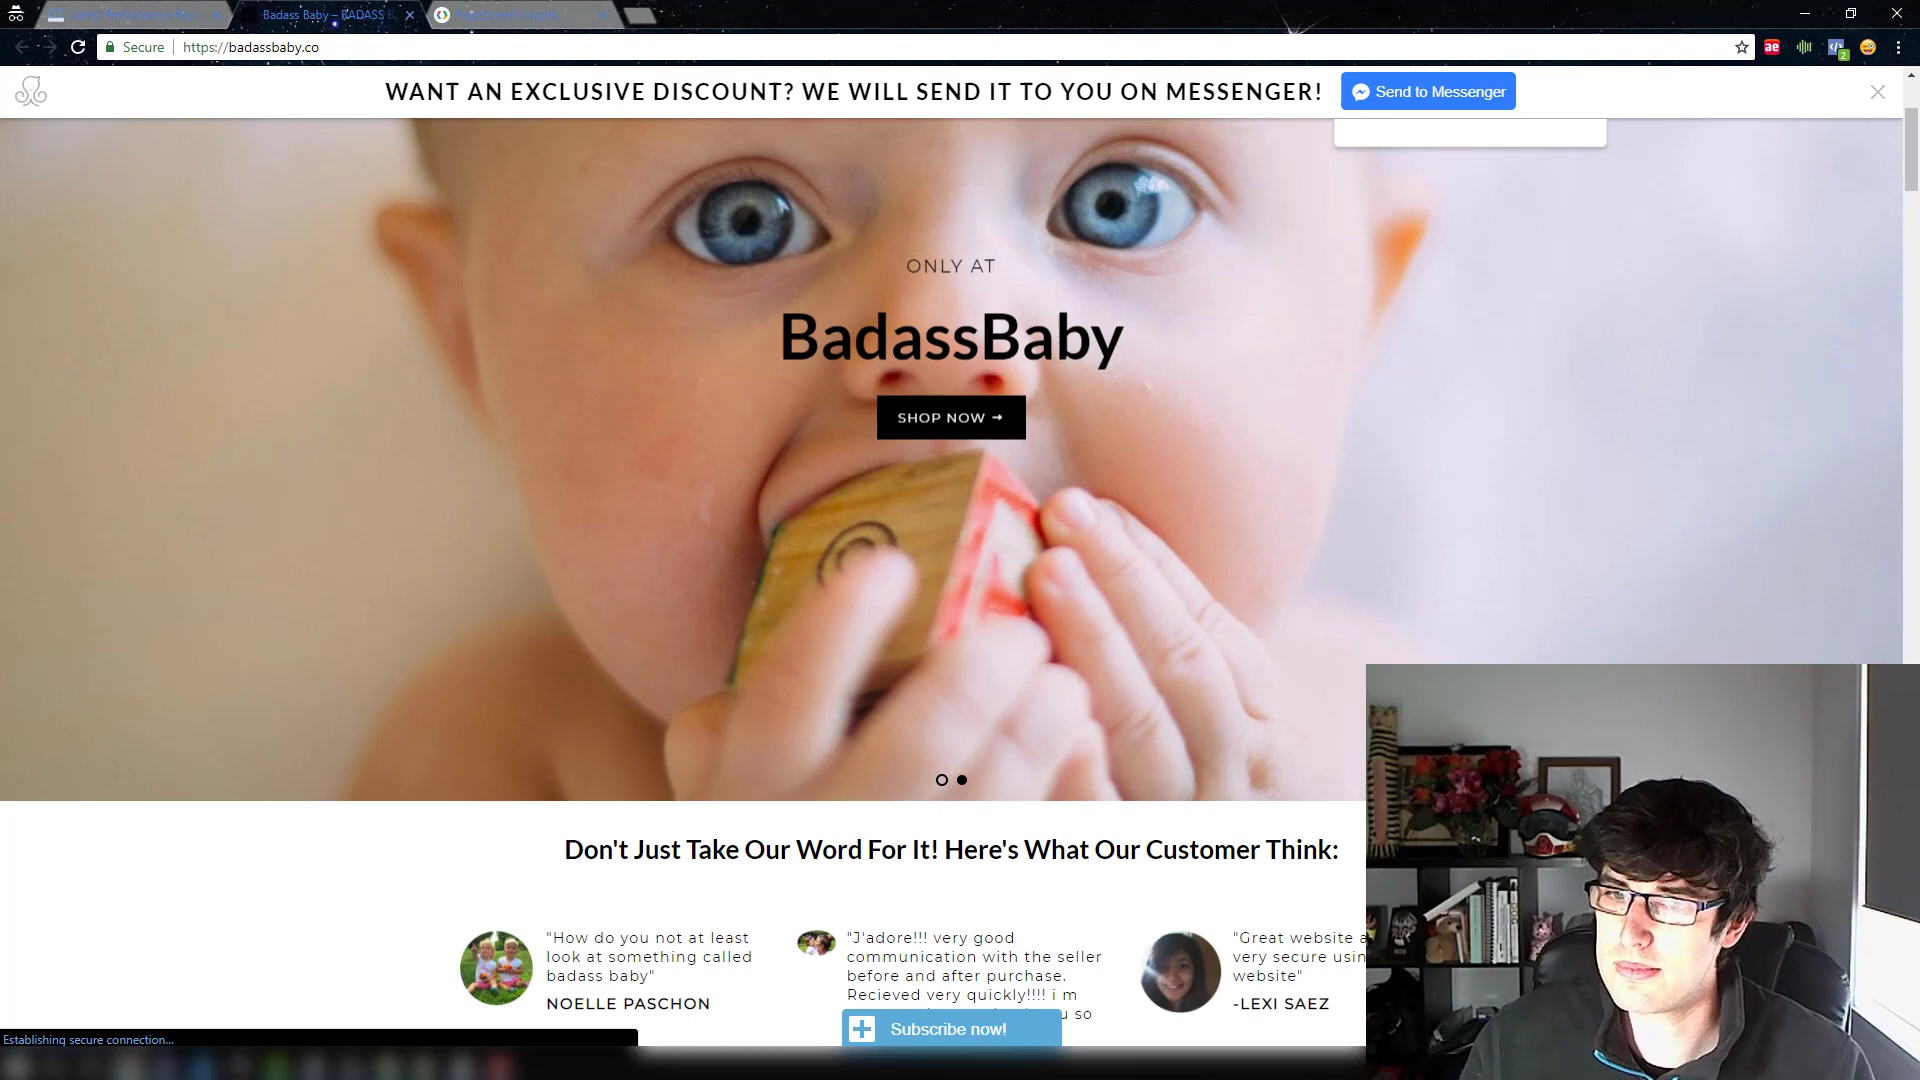 Badass Baby – BADASS B
Secure
https://badassbaby.co
ae
2
WANT AN EXCLUSIVE DISCOUNT? WE WILL SEND IT TO YOU ON MESSENGER!
Send to Messenger
ONLY AT
BadassBaby
SHOP NOW →
Don't Just Take Our Word For It! Here's What Our Customer Think:
"How do you not at least
look at something called
badass baby"
NOELLE PASCHON
"J'adore!!! very good
communication with the seller
before and after purchase.
Recieved very quickly!!!! i m
u so
"Great website a
very secure usin
website"
-LEXI SAEZ
Subscribe now!
Establishing secure connection...